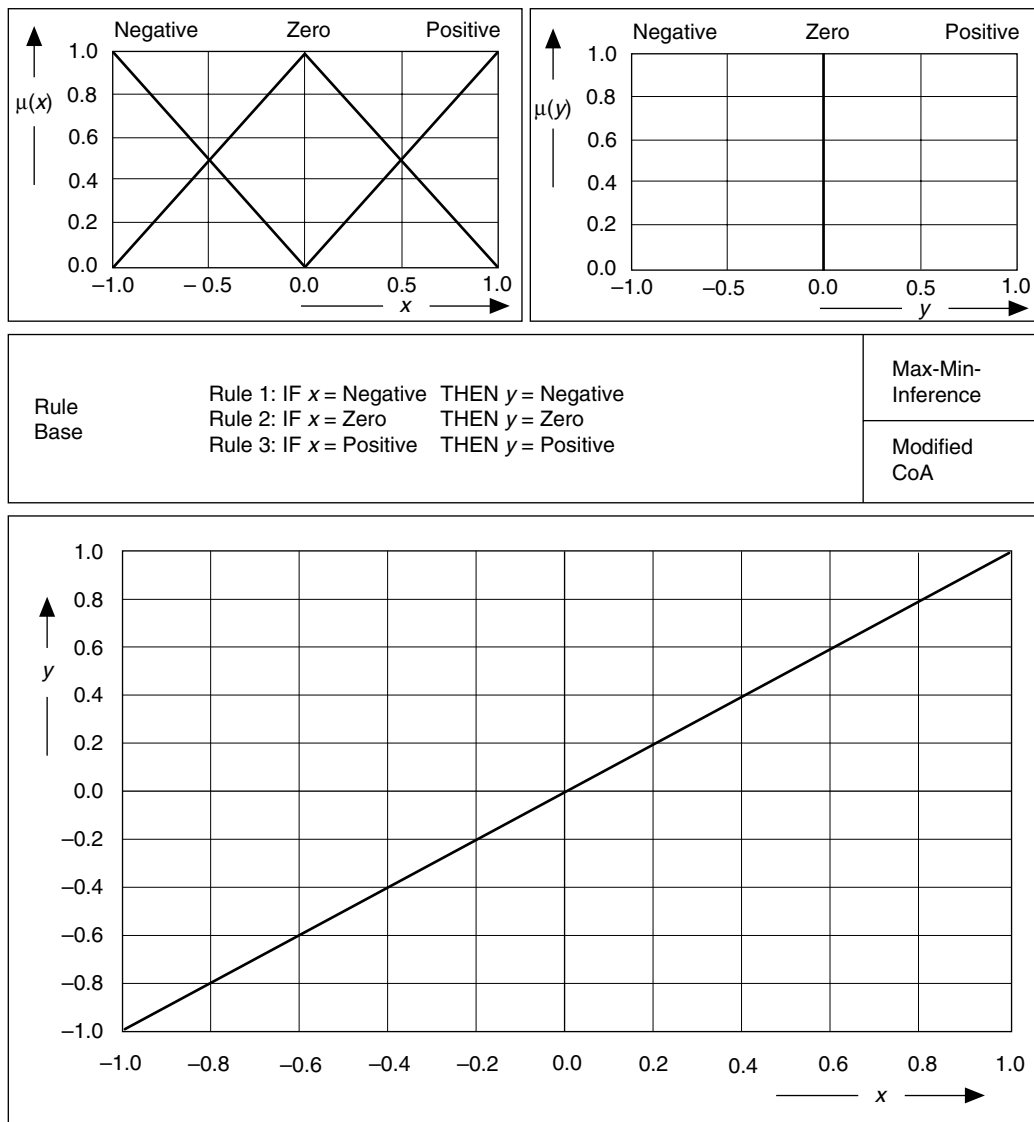 Negative Zero Positive
1.0
0.8
μ(x)
0.6
0.4
0.2
0.0
–1.0 – 0.5 0.0 0.5 1.0
x
Negative Zero Positive
1.0
0.8
μ(y)
0.6
0.4
0.2
0.0
–1.0 –0.5 0.0 0.5 1.0
y
Rule
Base
Rule 1: IF x = Negative THEN y = Negative
Rule 2: IF x = Zero THEN y = Zero
Rule 3: IF x = Positive THEN y = Positive
Max-Min-
Inference
Modified
CoA
1.0
0.8
0.6
y
0.4
0.2
0.0
–0.2
–0.4
–0.6
–0.8
–1.0
–1.0 –0.8 –0.6 –0.4 –0.2 0.0 0.2 0.4 0.6 0.8 1.0
x